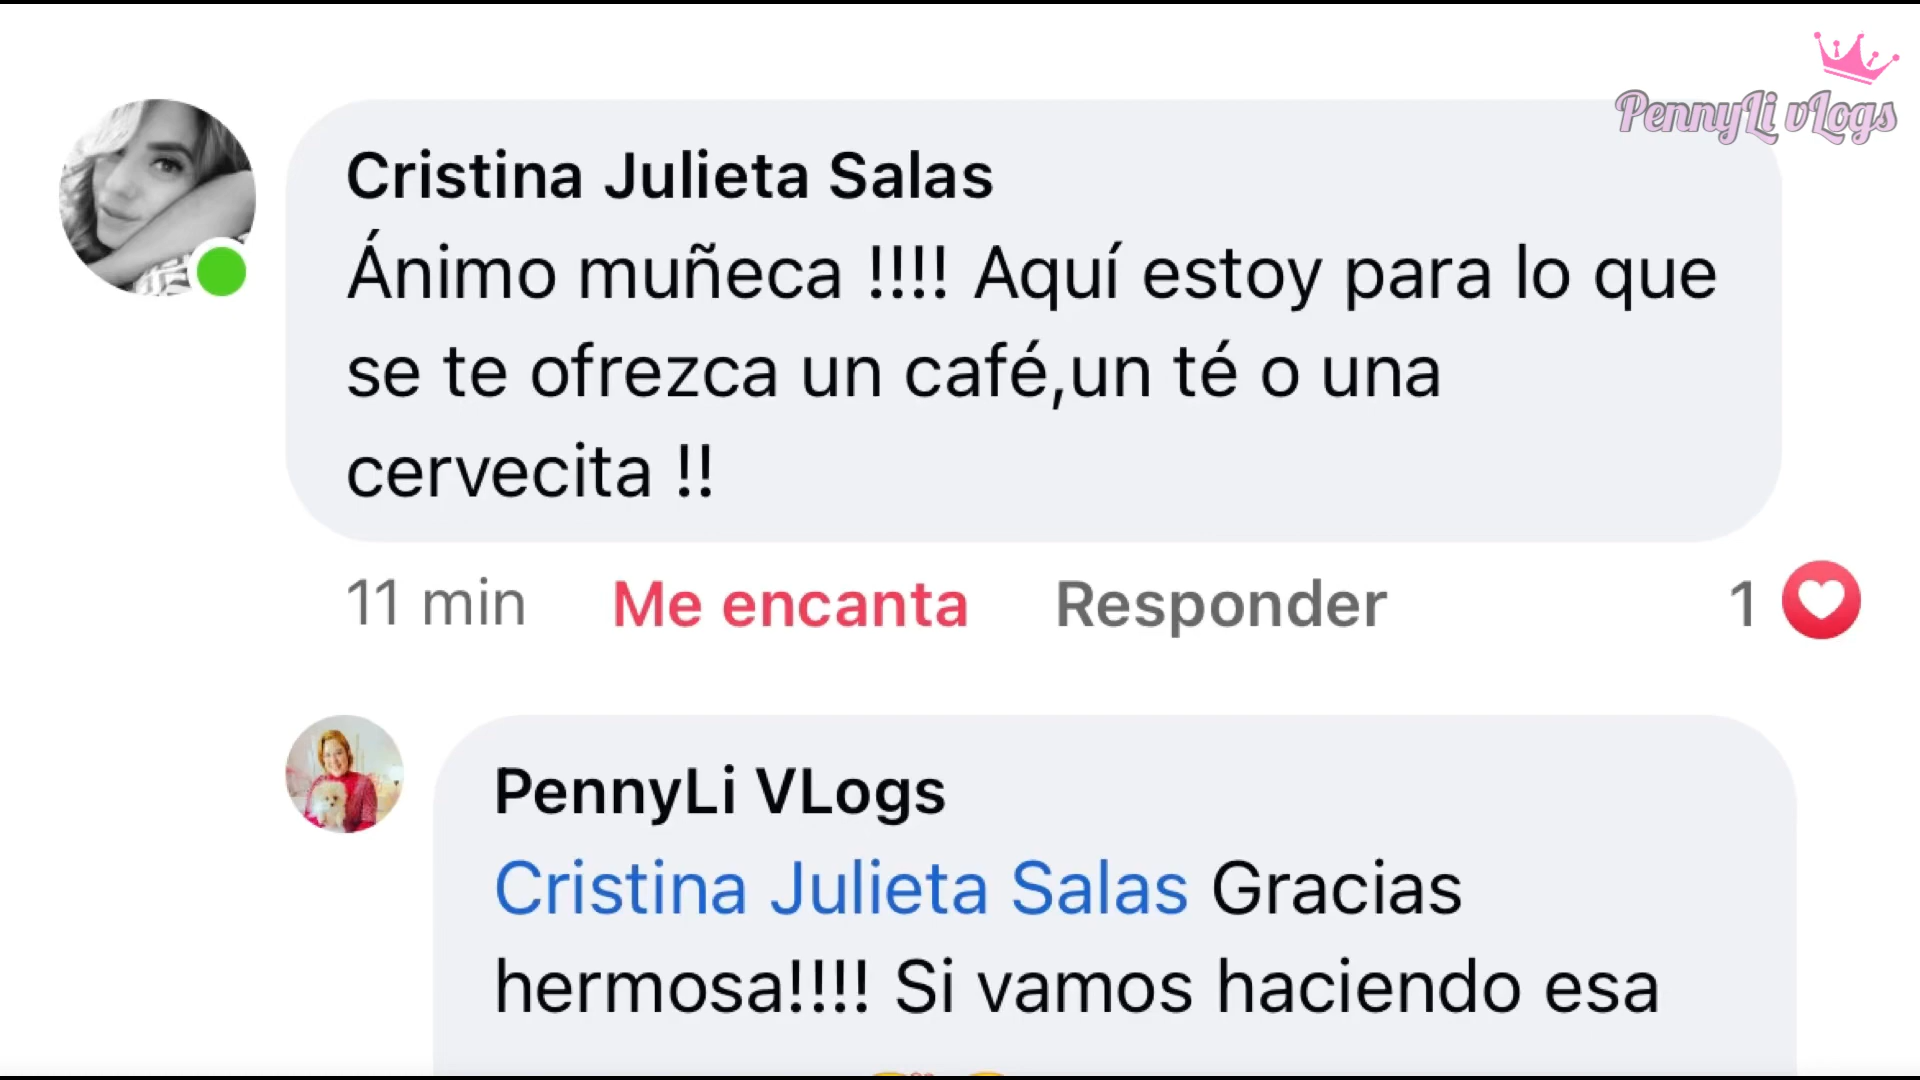 PennyLi vLogs
Cristina Julieta Salas
Ánimo muñeca !!!! Aquí estoy para lo que
se te ofrezca un café,un té o una
cervecita !!
11 min Me encanta Responder 1
PennyLi VLogs
Cristina Julieta Salas Gracias
hermosa!!!! Si vamos haciendo esa